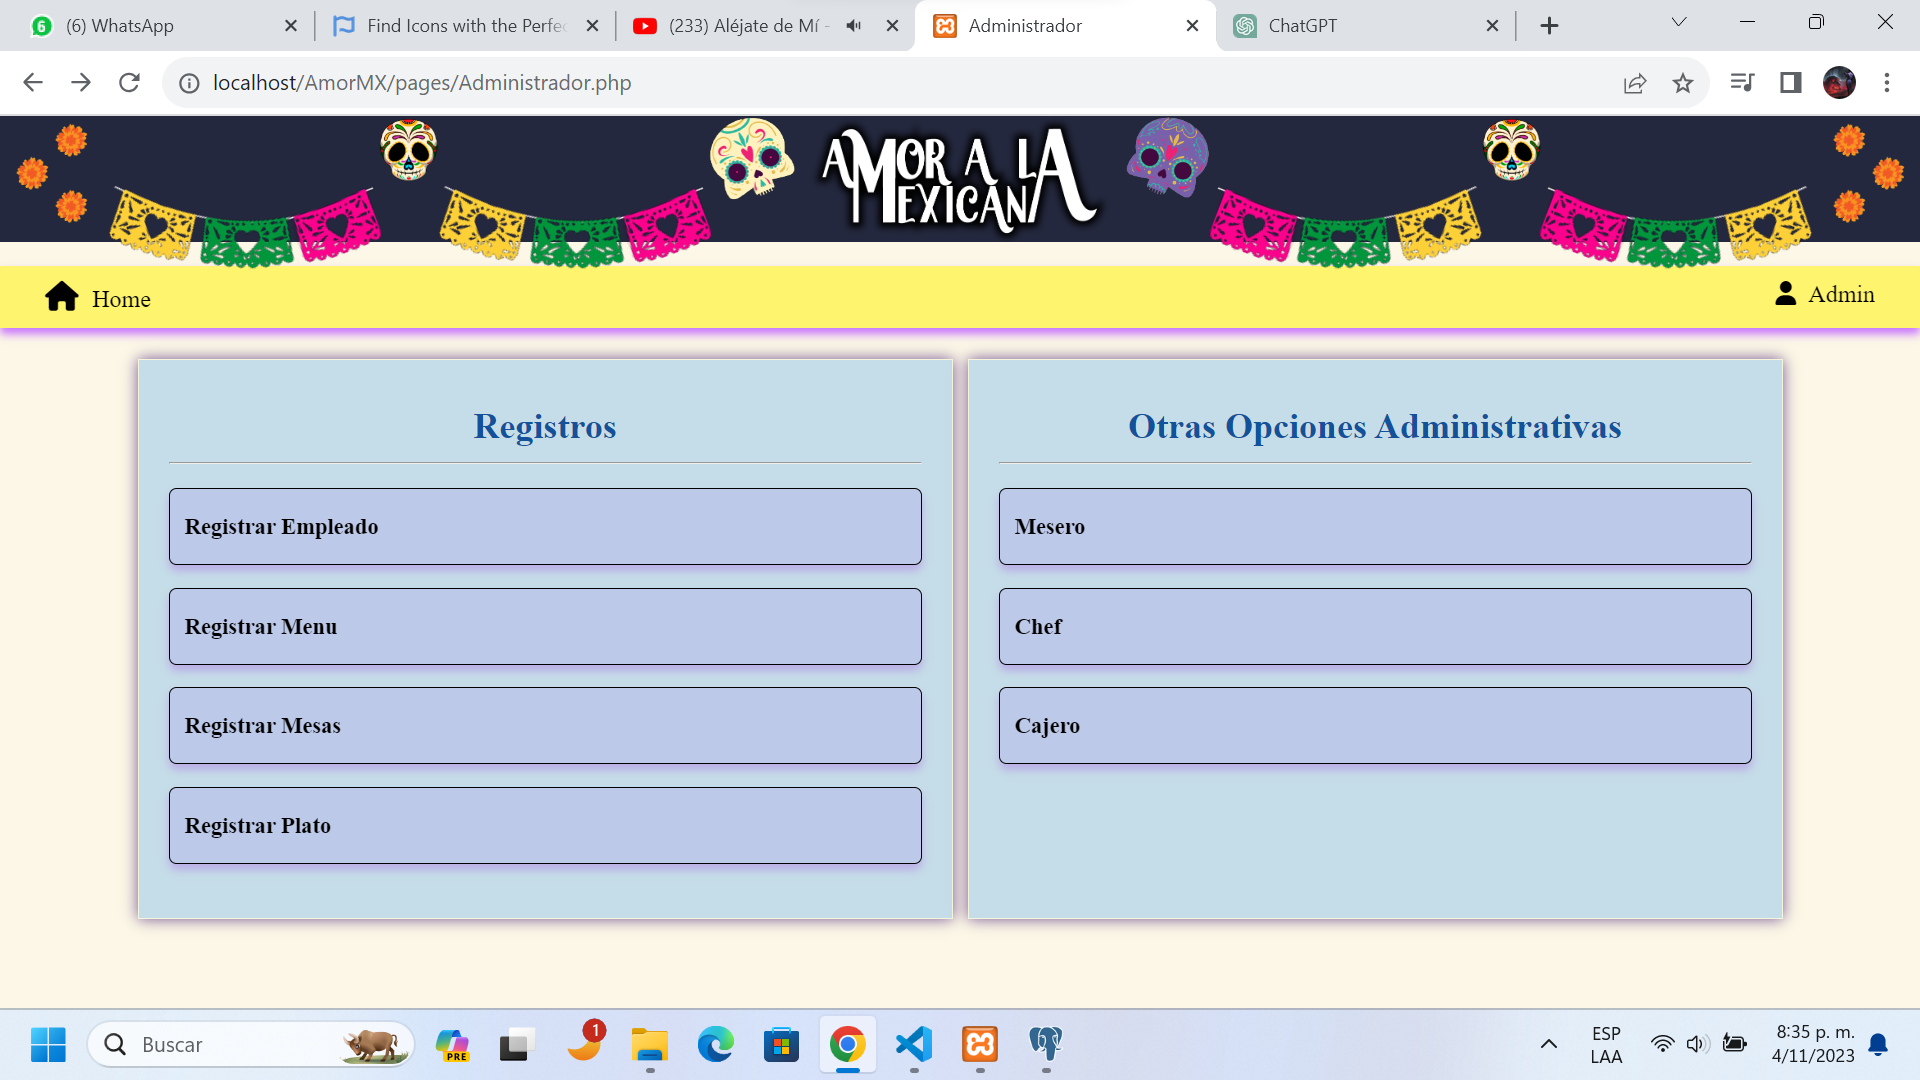 (6) WhatsApp
Find Icons with the Perfec
(233) Aléjate de Mí -
Administrador
ChatGPT
localhost/AmorMX/pages/Administrador.php
AMOR A LA
MEXICANA
Home
Admin
Registros
Registrar Empleado
Registrar Menu
Registrar Mesas
Registrar Plato
Otras Opciones Administrativas
Mesero
Chef
Cajero
Buscar
PRE
1
ESP
LAA
8:35 p. m.
4/11/2023